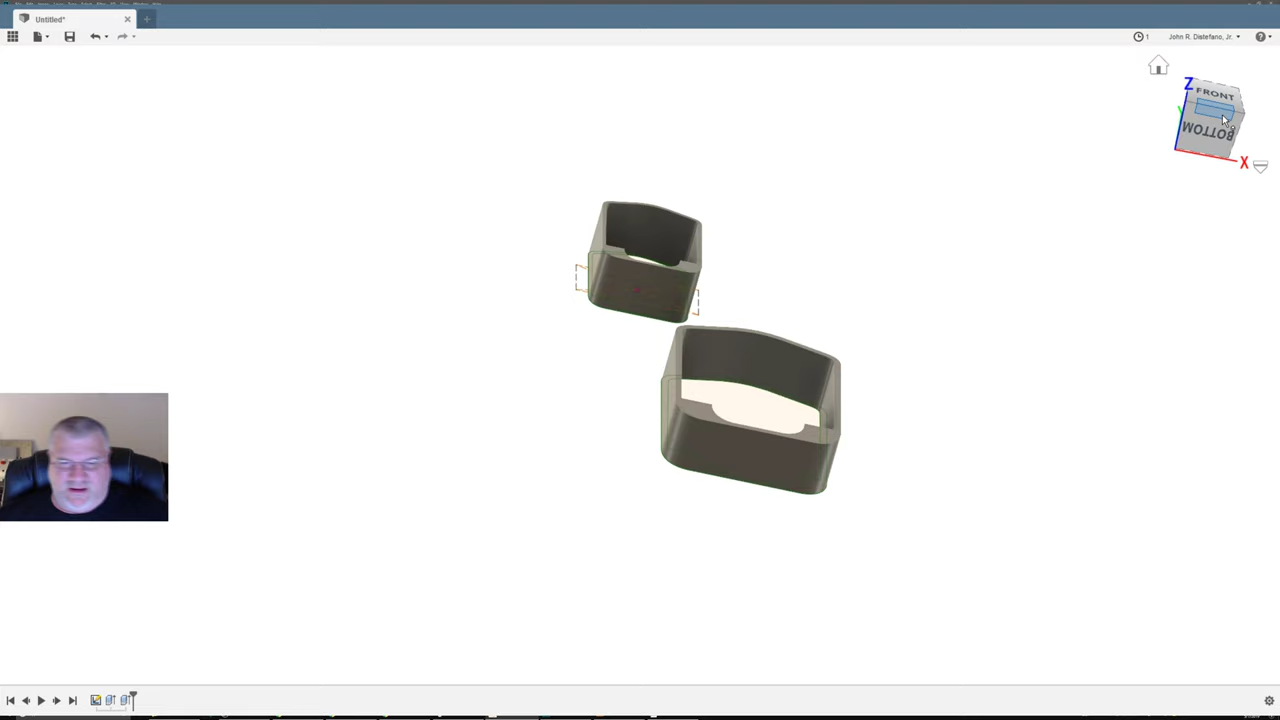 Untitled*
1
John R. Distefano, Jr.
Z
FRONT
BOTTOM
X